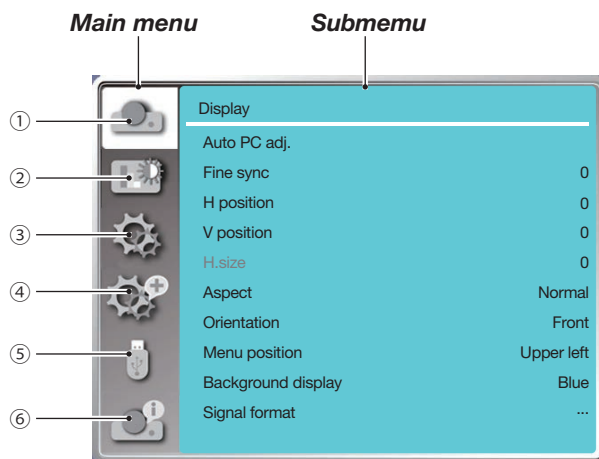 Main menu
Submemu
①
②
③
④
⑤
⑥
Display
Auto PC adj.
Fine sync 0
H position 0
V position 0
H.size 0
Aspect Normal
Orientation Front
Menu position Upper left
Background display Blue
Signal format ...